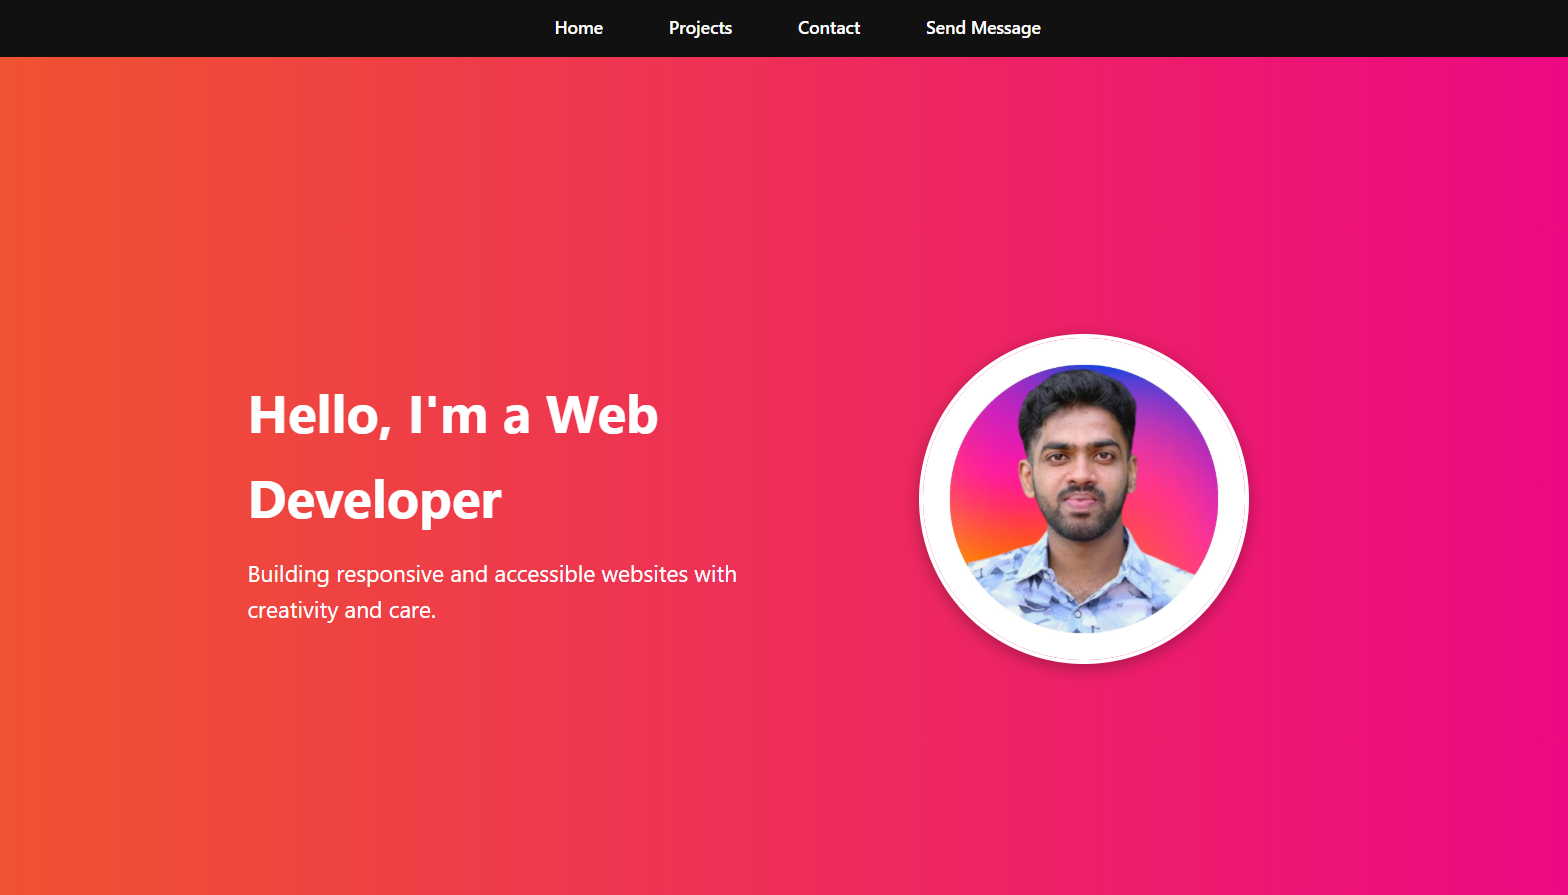 Home Projects Contact Send Message
Hello, I'm a Web
Developer
Building responsive and accessible websites with
creativity and care.